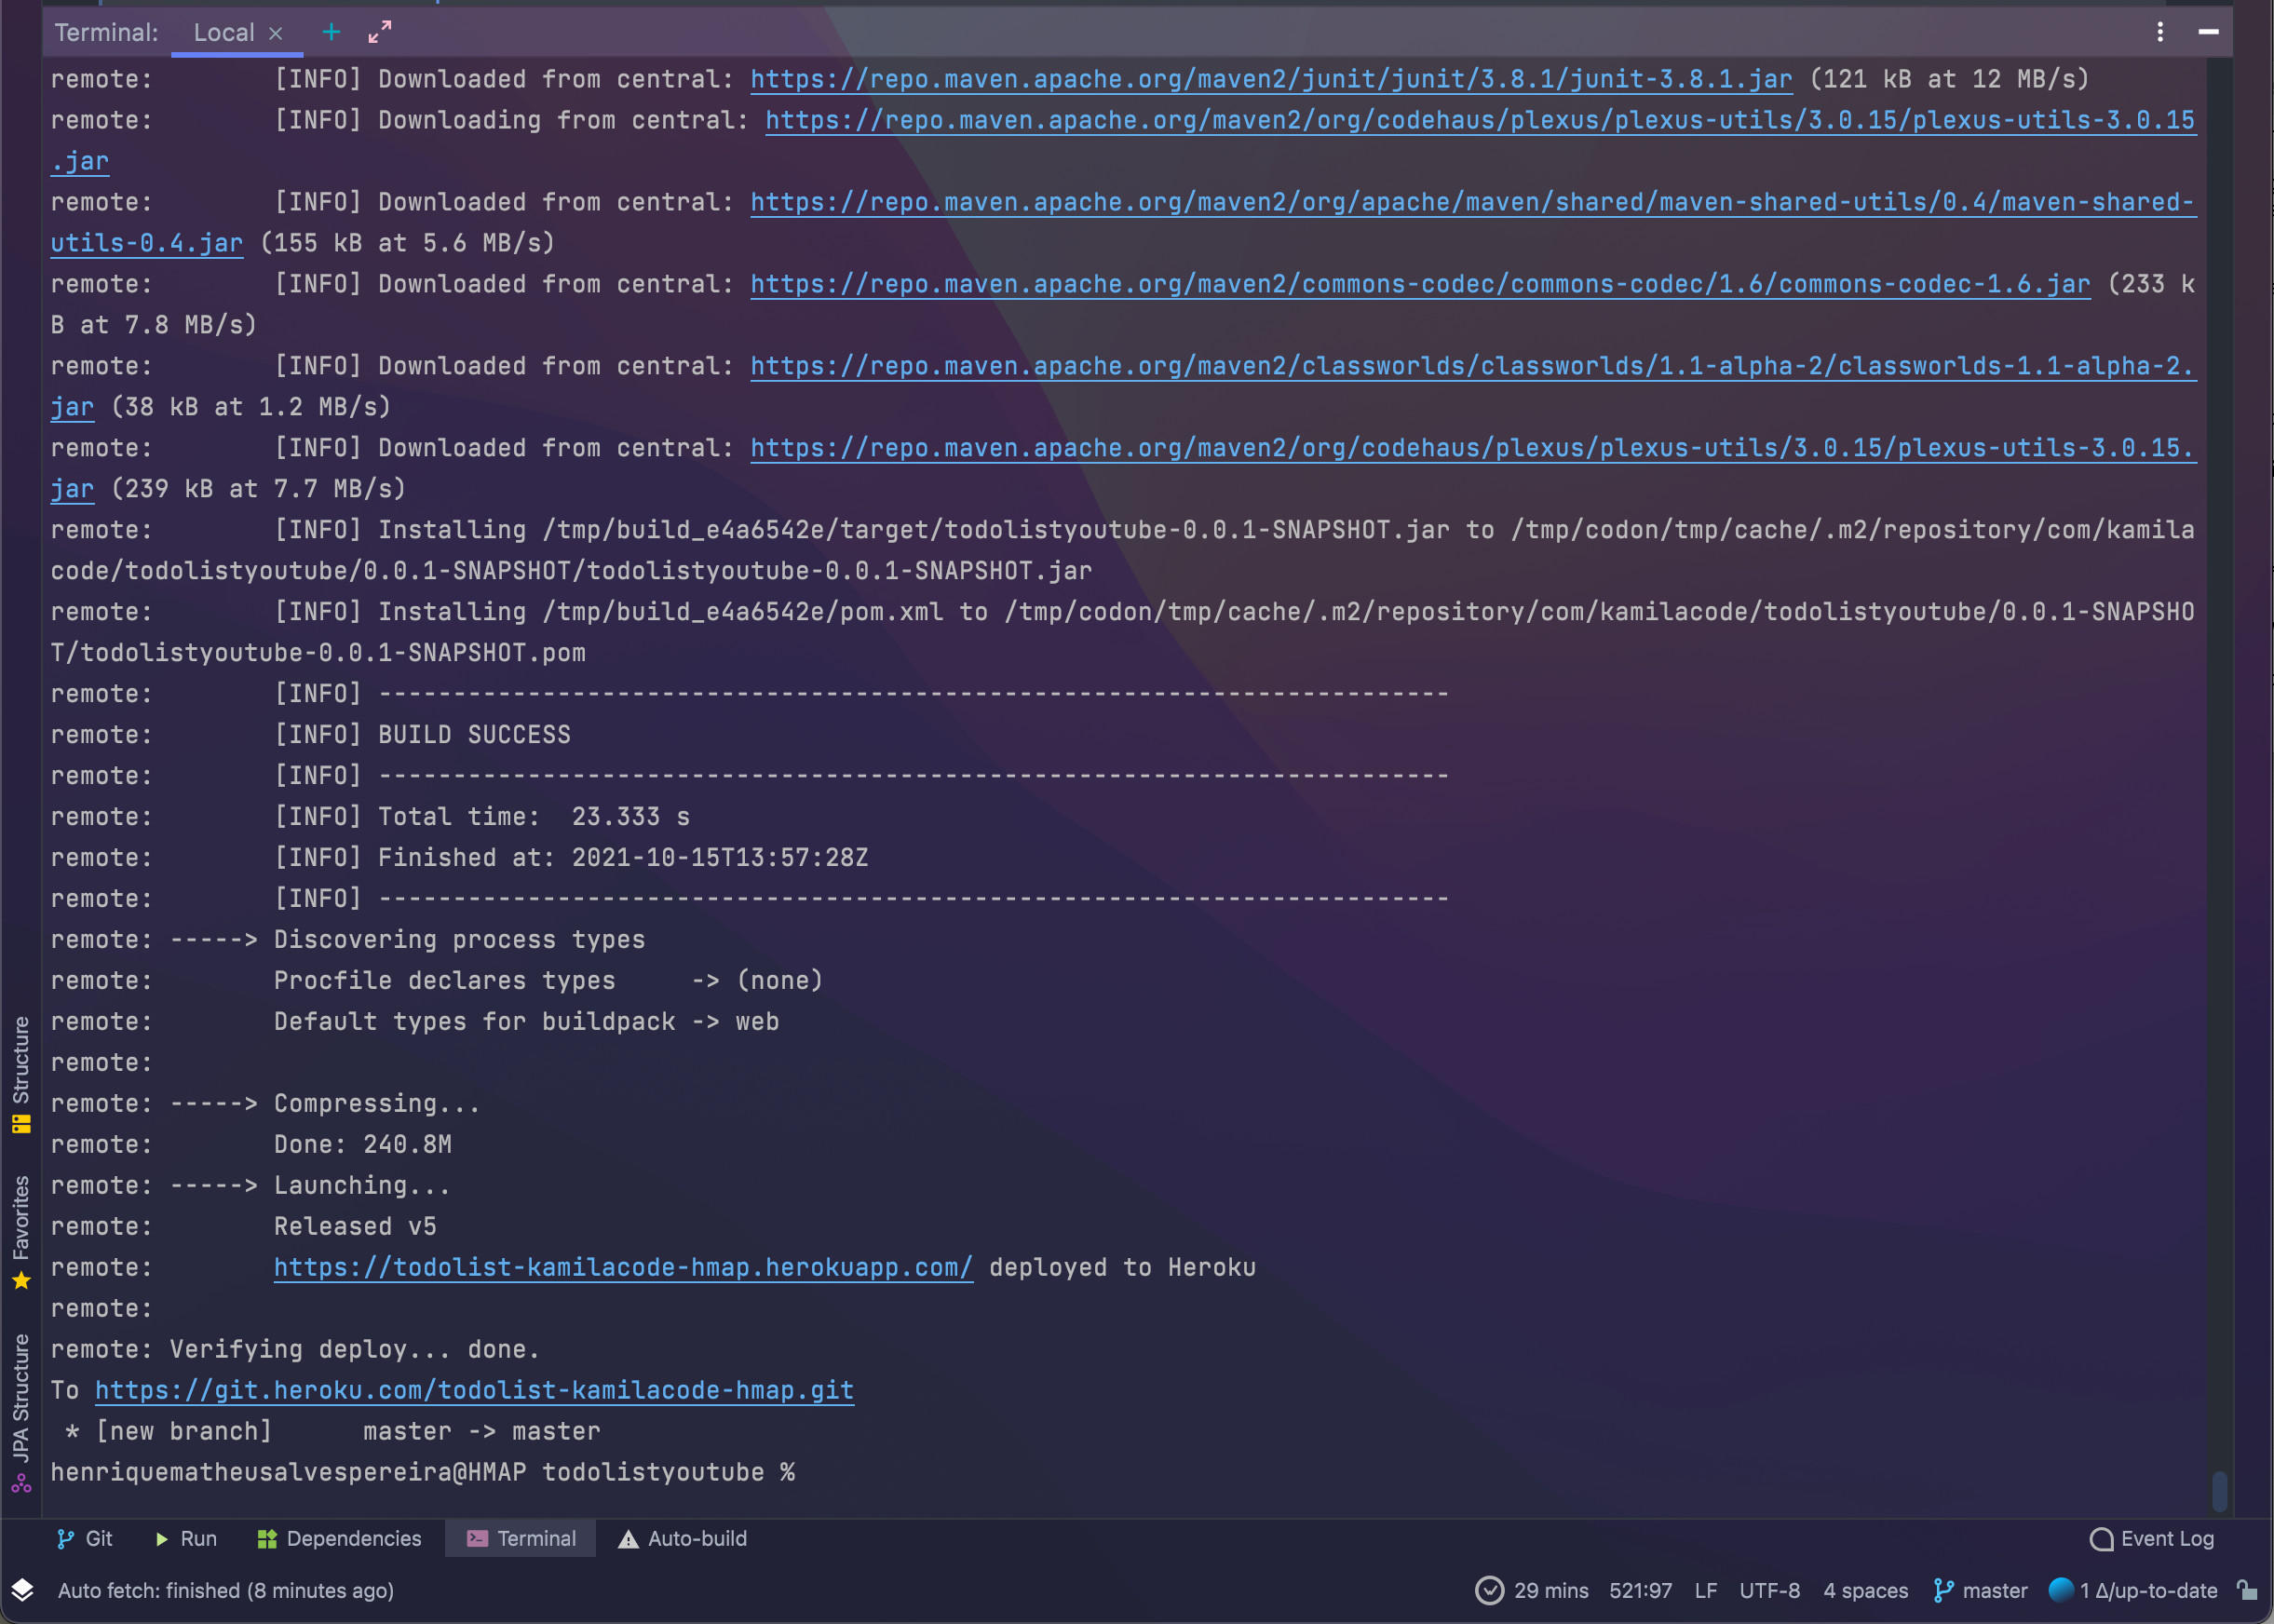 Terminal: Local × +
remote:        [INFO] Downloaded from central: https://repo.maven.apache.org/maven2/junit/junit/3.8.1/junit-3.8.1.jar (121 kB at 12 MB/s)
remote:        [INFO] Downloading from central: https://repo.maven.apache.org/maven2/org/codehaus/plexus/plexus-utils/3.0.15/plexus-utils-3.0.15
.jar
remote:        [INFO] Downloaded from central: https://repo.maven.apache.org/maven2/org/apache/maven/shared/maven-shared-utils/0.4/maven-shared-
utils-0.4.jar (155 kB at 5.6 MB/s)
remote:        [INFO] Downloaded from central: https://repo.maven.apache.org/maven2/commons-codec/commons-codec/1.6/commons-codec-1.6.jar (233 k
B at 7.8 MB/s)
remote:        [INFO] Downloaded from central: https://repo.maven.apache.org/maven2/classworlds/classworlds/1.1-alpha-2/classworlds-1.1-alpha-2.
jar (38 kB at 1.2 MB/s)
remote:        [INFO] Downloaded from central: https://repo.maven.apache.org/maven2/org/codehaus/plexus/plexus-utils/3.0.15/plexus-utils-3.0.15.
jar (239 kB at 7.7 MB/s)
remote:        [INFO] Installing /tmp/build_e4a6542e/target/todolistyoutube-0.0.1-SNAPSHOT.jar to /tmp/codon/tmp/cache/.m2/repository/com/kamila
code/todolistyoutube/0.0.1-SNAPSHOT/todolistyoutube-0.0.1-SNAPSHOT.jar
remote:        [INFO] Installing /tmp/build_e4a6542e/pom.xml to /tmp/codon/tmp/cache/.m2/repository/com/kamilacode/todolistyoutube/0.0.1-SNAPSHO
T/todolistyoutube-0.0.1-SNAPSHOT.pom
remote:        [INFO] ------------------------------------------------------------------------
remote:        [INFO] BUILD SUCCESS
remote:        [INFO] ------------------------------------------------------------------------
remote:        [INFO] Total time:  23.333 s
remote:        [INFO] Finished at: 2021-10-15T13:57:28Z
remote:        [INFO] ------------------------------------------------------------------------
remote: -----> Discovering process types
remote:        Procfile declares types     -> (none)
remote:        Default types for buildpack -> web
remote:
remote: -----> Compressing...
remote:        Done: 240.8M
remote: -----> Launching...
remote:        Released v5
remote:        https://todolist-kamilacode-hmap.herokuapp.com/ deployed to Heroku
remote:
remote: Verifying deploy... done.
To https://git.heroku.com/todolist-kamilacode-hmap.git
 * [new branch]      master -> master
henriquematheusalvespereira@HMAP todolistyoutube %
Structure
Favorites
JPA Structure
Git Run Dependencies Terminal Auto-build Event Log
Auto fetch: finished (8 minutes ago) 29 mins 521:97 LF UTF-8 4 spaces master 1 Δ/up-to-date